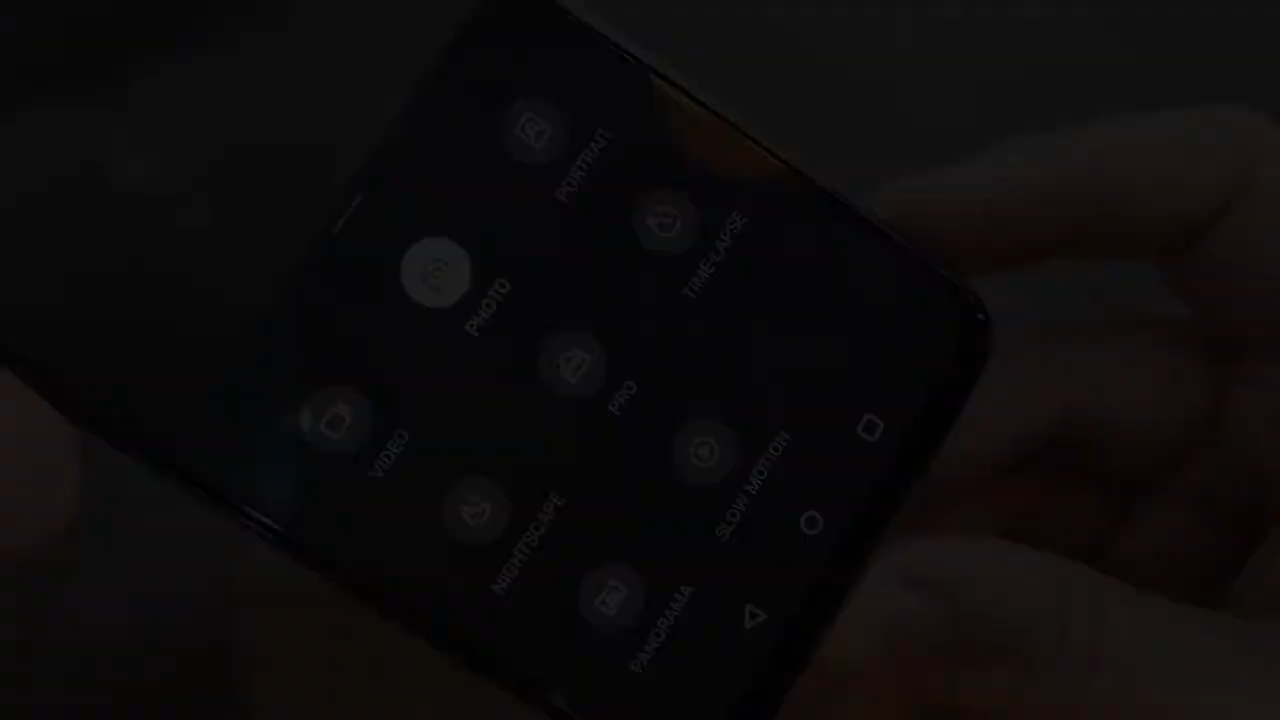 VIDEO
PHOTO
PORTRAIT
NIGHTSCAPE
PRO
TIME-LAPSE
PANORAMA
SLOW MOTION